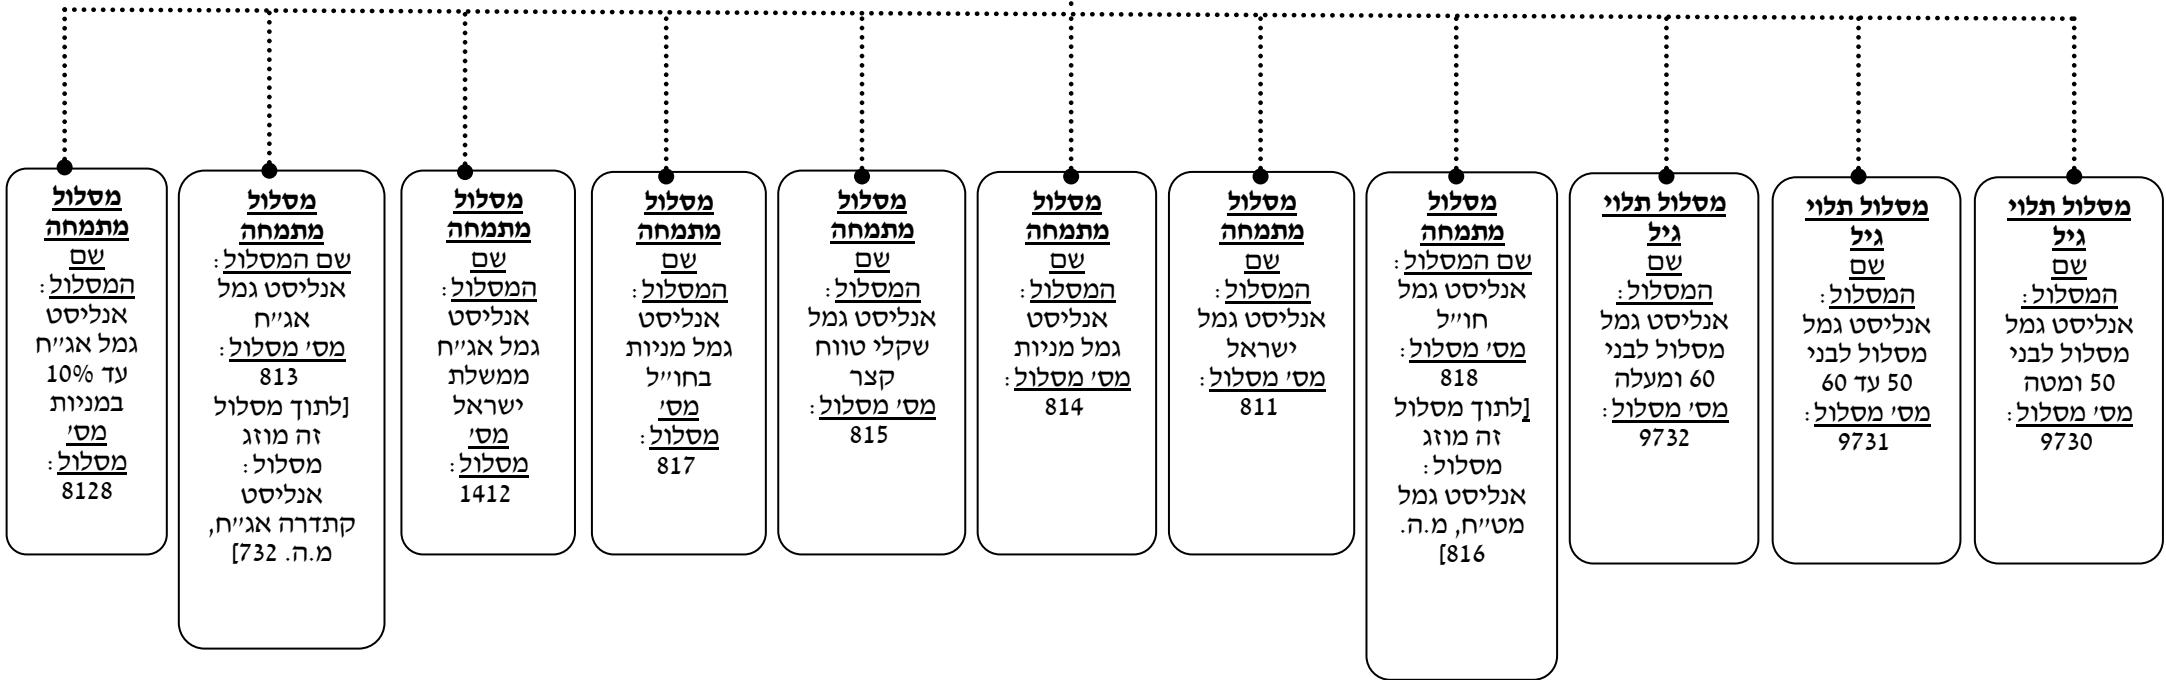 מסלול תלוי
גיל
שם
המסלול:
אנליסט גמל
מסלול לבני
50 ומטה
מס' מסלול:
9730
מסלול תלוי
גיל
שם
המסלול:
אנליסט גמל
מסלול לבני
50 עד 60
מס' מסלול:
9731
מסלול תלוי
גיל
שם
המסלול:
אנליסט גמל
מסלול לבני
60 ומעלה
מס' מסלול:
9732
מסלול
מתמחה
שם המסלול:
אנליסט גמל
חו"ל
מס' מסלול:
818
[לתוך מסלול
זה מוזג
מסלול:
אנליסט גמל
מט"ח, מ.ה.
816]
מסלול
מתמחה
שם
המסלול:
אנליסט גמל
ישראל
מס' מסלול:
811
מסלול
מתמחה
שם
המסלול:
אנליסט
גמל מניות
מס' מסלול:
814
מסלול
מתמחה
שם
המסלול:
אנליסט גמל
שקלי טווח
קצר
מס' מסלול:
815
מסלול
מתמחה
שם
המסלול:
אנליסט
גמל מניות
בחו"ל
מס'
מסלול:
817
מסלול
מתמחה
שם
המסלול:
אנליסט
גמל אג"ח
ממשלת
ישראל
מס'
מסלול:
1412
מסלול
מתמחה
שם המסלול:
אנליסט גמל
אג"ח
מס' מסלול:
813
[לתוך מסלול
זה מוזג
מסלול:
אנליסט
קתדרה אג"ח,
מ.ה. 732]
מסלול
מתמחה
שם
המסלול:
אנליסט
גמל אג"ח
עד 10%
במניות
מס'
מסלול:
8128